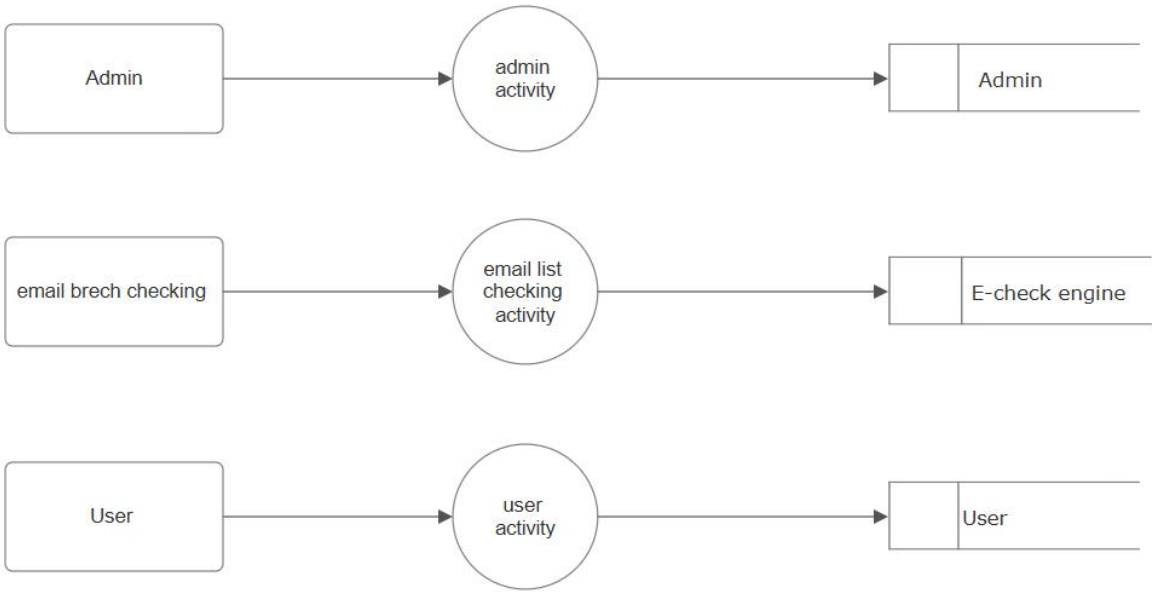 Admin
admin
activity
Admin
email brech checking
email list
checking
activity
E-check engine
User
user
activity
User